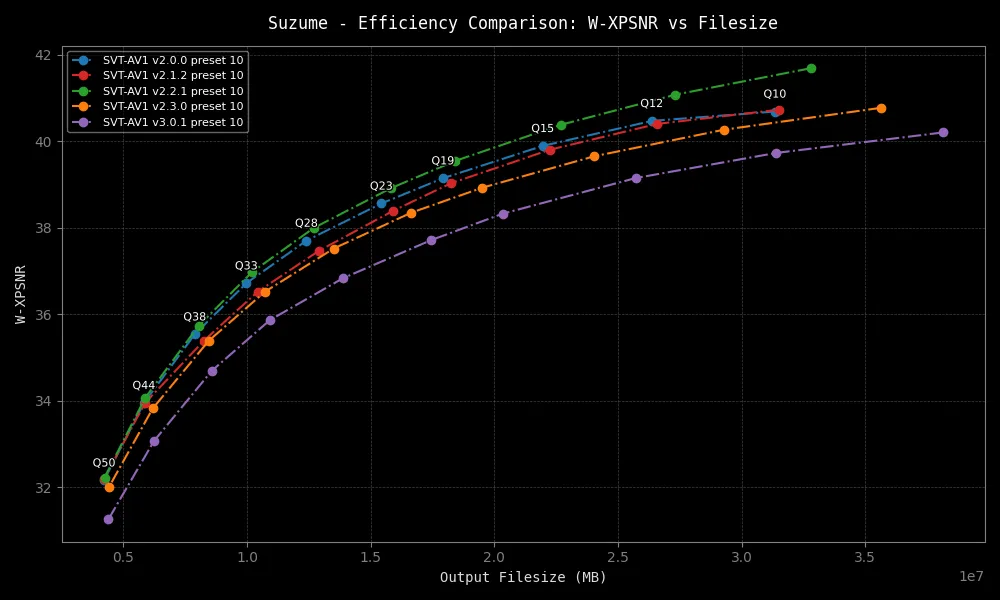 Suzume - Efficiency Comparison: W-XPSNR vs Filesize
SVT-AV1 v2.0.0 preset 10
SVT-AV1 v2.1.2 preset 10
SVT-AV1 v2.2.1 preset 10
SVT-AV1 v2.3.0 preset 10
SVT-AV1 v3.0.1 preset 10
W-XPSNR
42
40
38
36
34
32
Q10
Q12
Q15
Q19
Q23
Q28
Q33
Q38
Q44
Q50
0.5 1.0 1.5 2.0 2.5 3.0 3.5
1e7
Output Filesize (MB)